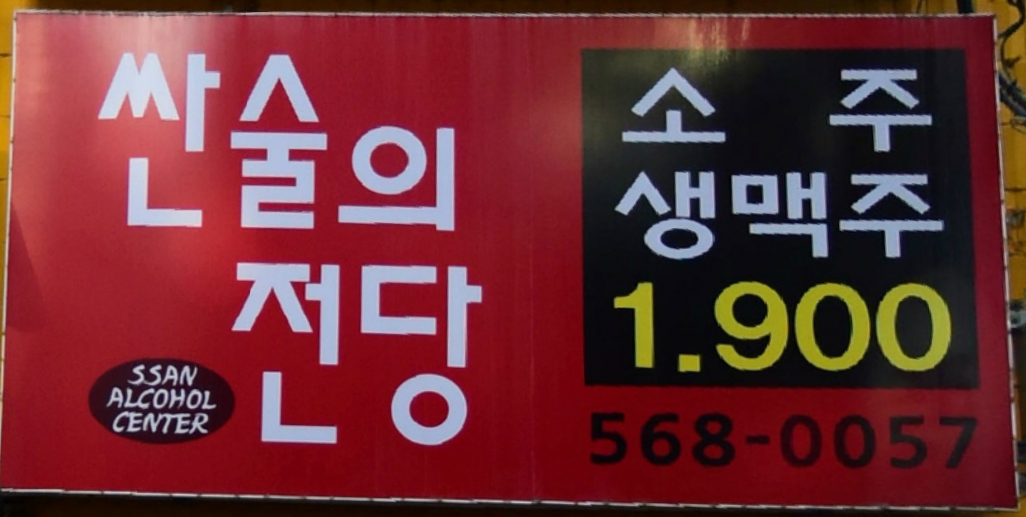 싼술의
전당
SSAN
ALCOHOL
CENTER
소 주
생맥주
1.900
568-0057